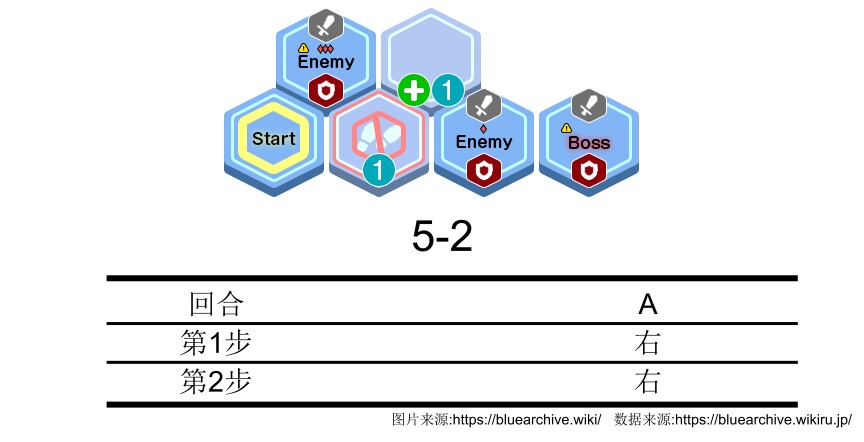 Enemy
1
Start
1
Enemy
Boss
5-2
回合 A
第1步 右
第2步 右
图片来源:https://bluearchive.wiki/ 数据来源:https://bluearchive.wikiru.jp/